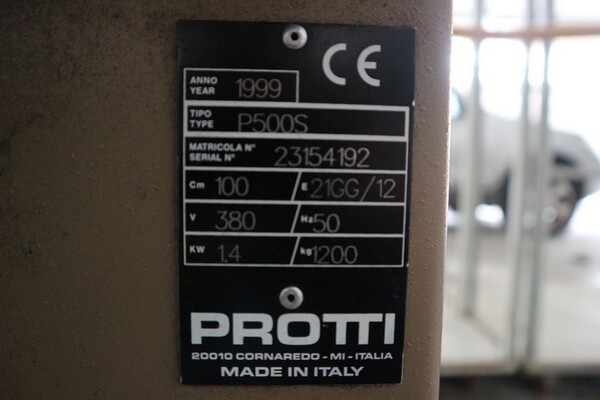 CE
ANNO
YEAR 1999
TIPO
TYPE P500S
MATRICOLA N°
SERIAL N° 23154192
Cm 100 / E 21GG/12
V 380 / Hz 50
KW 1.4 / kg 1200
PROTTI
20010 CORNAREDO - MI - ITALIA
MADE IN ITALY